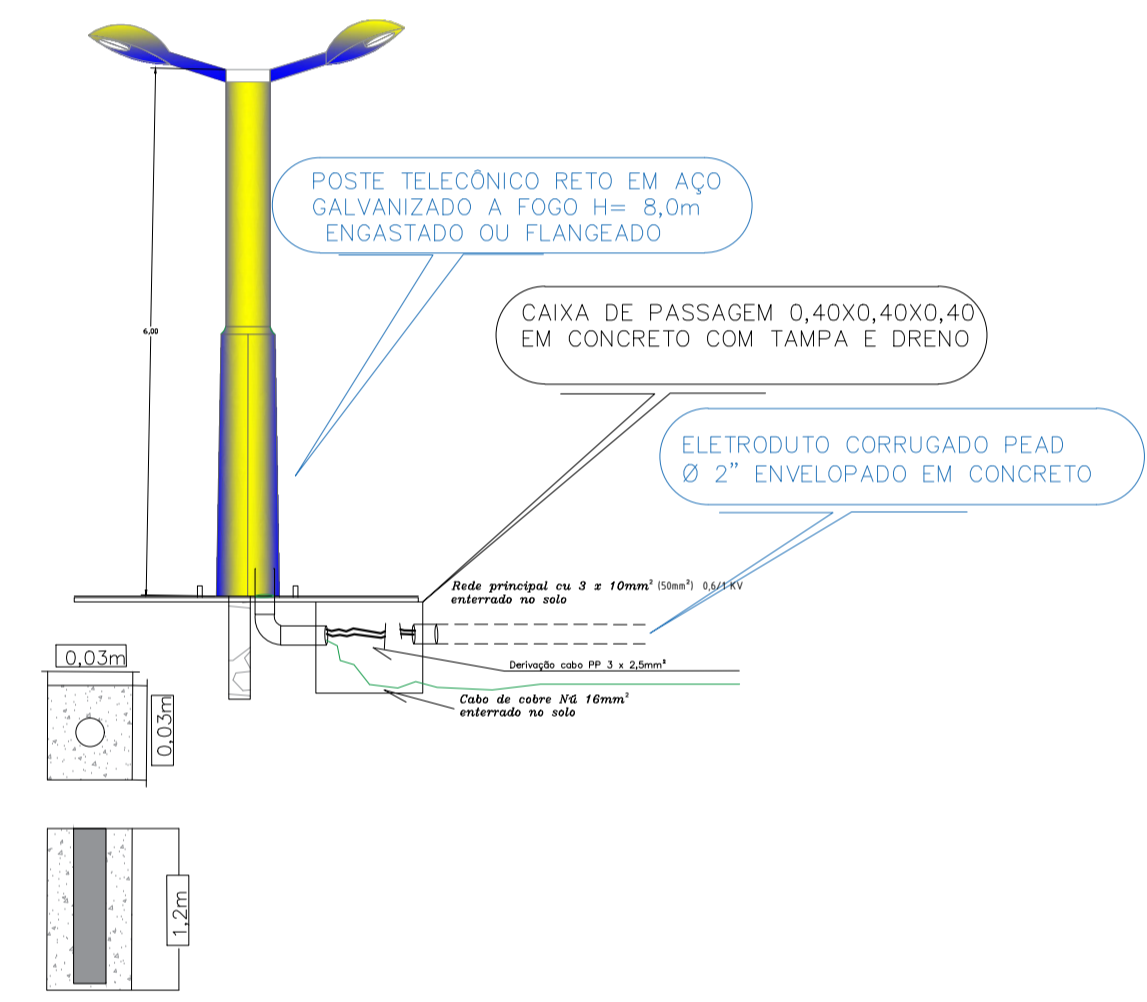 POSTE TELECÔNICO RETO EM AÇO
GALVANIZADO A FOGO H= 8,0m
ENGASTADO OU FLANGEADO
CAIXA DE PASSAGEM 0,40X0,40X0,40
EM CONCRETO COM TAMPA E DRENO
6,00
ELETRODUTO CORRUGADO PEAD
Ø 2" ENVELOPADO EM CONCRETO
Rede principal cu 3 x 10mm² (50mm²) 0,6/1 KV
enterrado no solo
Derivação cabo PP 3 x 2,5mm²
Cabo de cobre Nú 16mm²
enterrado no solo
0,03m
0,03m
1,2m